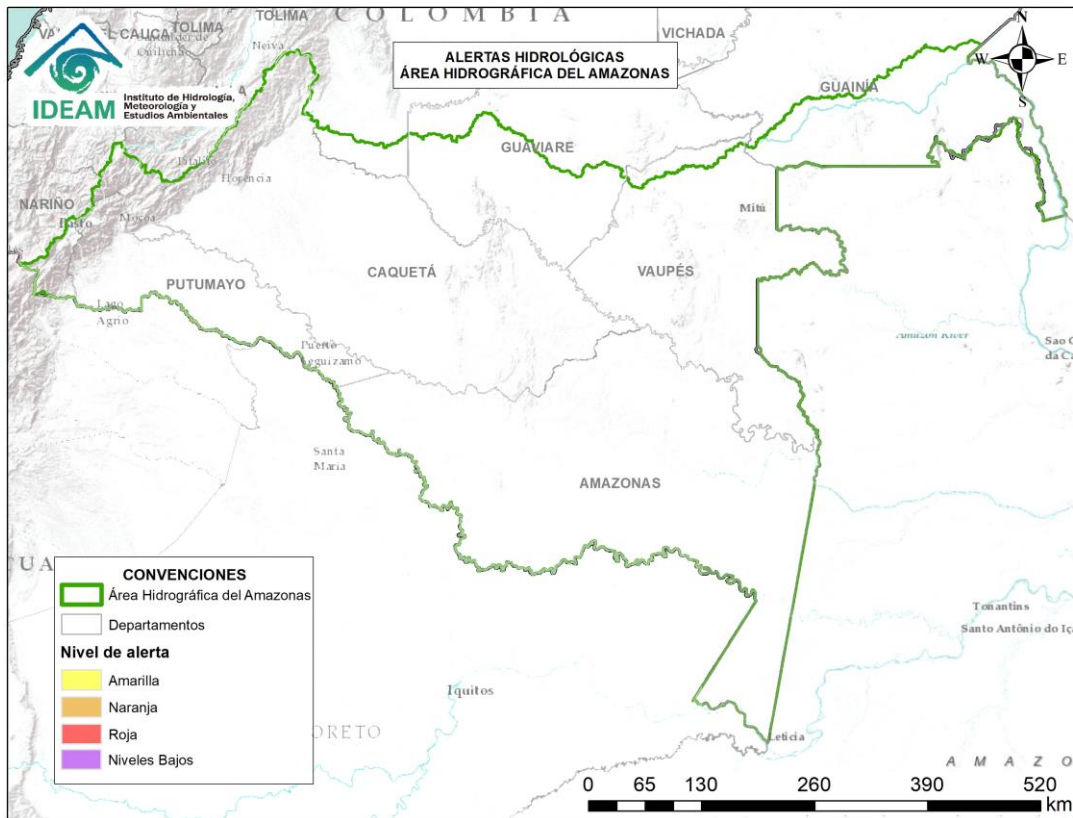 COLOMBIA
TOLIMA
TOLIMA
VICHADA
Neiva
IDEAM
Instituto de Hidrología,
Meteorología y
Estudios Ambientales
ALERTAS HIDROLÓGICAS
ÁREA HIDROGRÁFICA DEL AMAZONAS
N
W
E
S
GUAINÍA
GUAVIARE
Florencia
NARIÑO
Pasto
Mocoa
Mitú
CAQUETÁ
VAUPÉS
PUTUMAYO
Lago
Agrio
Amazon River
Puerto
Santa
Maria
AMAZONAS
CONVENCIONES
Área Hidrográfica del Amazonas
Departamentos
Nivel de alerta
Amarilla
Naranja
Roja
Niveles Bajos
Tonantins
Santo Antônio do Iça
Iquitos
ORETO
Leticia
AMAZO
0 65 130 260 390 520
km